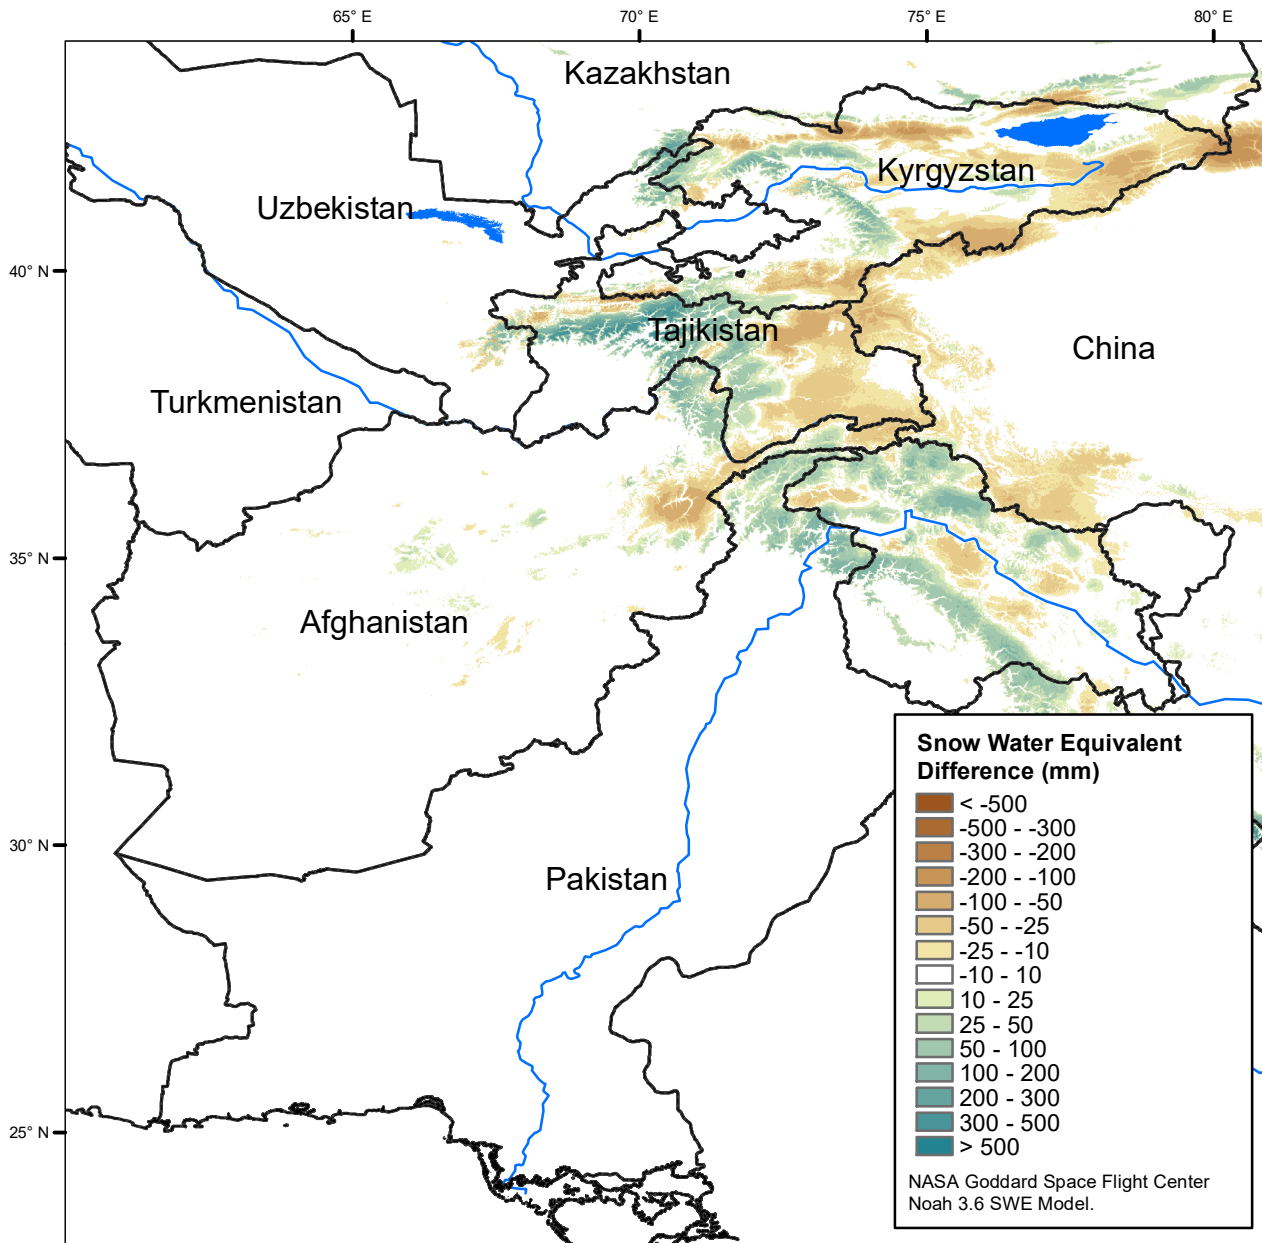 65° E
70° E
75° E
80° E
Kazakhstan
Kyrgyzstan
Uzbekistan
40° N
Tajikistan
China
Turkmenistan
35° N
Afghanistan
Snow Water Equivalent
Difference (mm)
< -500
-500 - -300
-300 - -200
-200 - -100
-100 - -50
-50 - -25
-25 - -10
-10 - 10
10 - 25
25 - 50
50 - 100
100 - 200
200 - 300
300 - 500
> 500
NASA Goddard Space Flight Center
Noah 3.6 SWE Model.
30° N
Pakistan
25° N